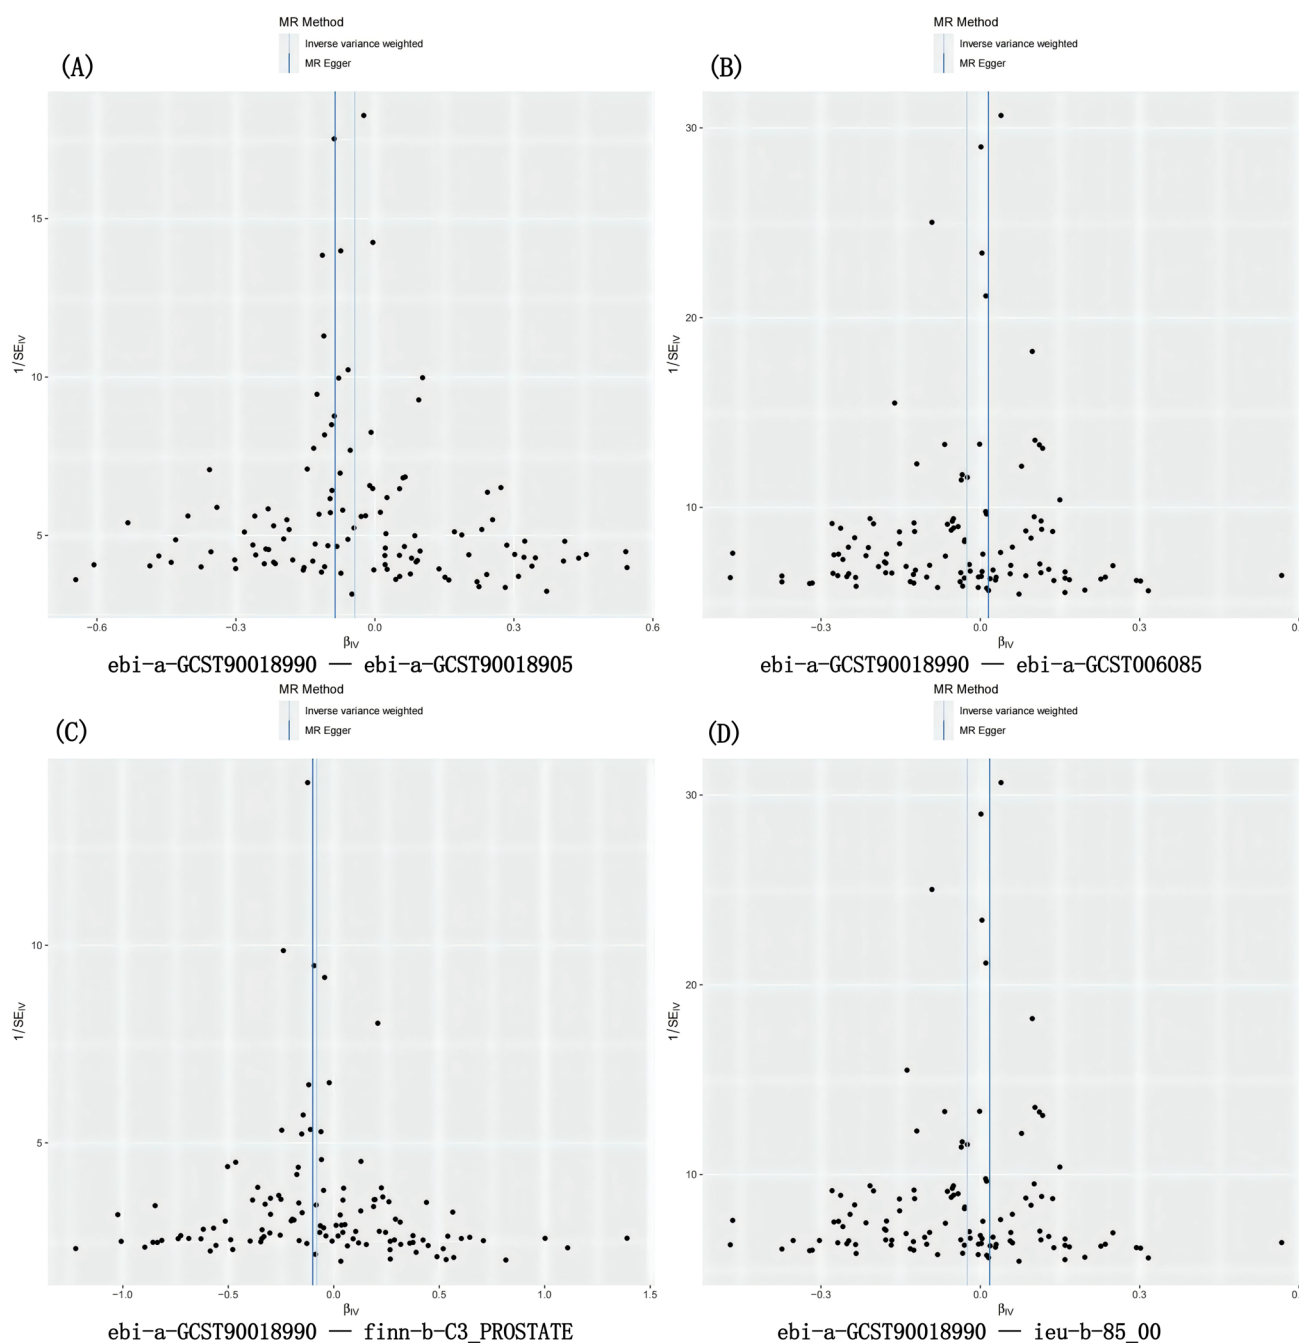 MR Method
Inverse variance weighted
MR Egger
(A)
15
10
5
1/SE_IV
−0.6
−0.3
0.0
0.3
0.6
β_IV
ebi-a-GCST90018990 — ebi-a-GCST90018905
MR Method
Inverse variance weighted
MR Egger
(B)
30
20
10
1/SE_IV
−0.3
0.0
0.3
β_IV
ebi-a-GCST90018990 — ebi-a-GCST006085
MR Method
Inverse variance weighted
MR Egger
(C)
10
5
1/SE_IV
−1.0
−0.5
0.0
0.5
1.0
1.5
β_IV
ebi-a-GCST90018990 — finn-b-C3_PROSTATE
MR Method
Inverse variance weighted
MR Egger
(D)
30
20
10
1/SE_IV
−0.3
0.0
0.3
β_IV
ebi-a-GCST90018990 — ieu-b-85_00